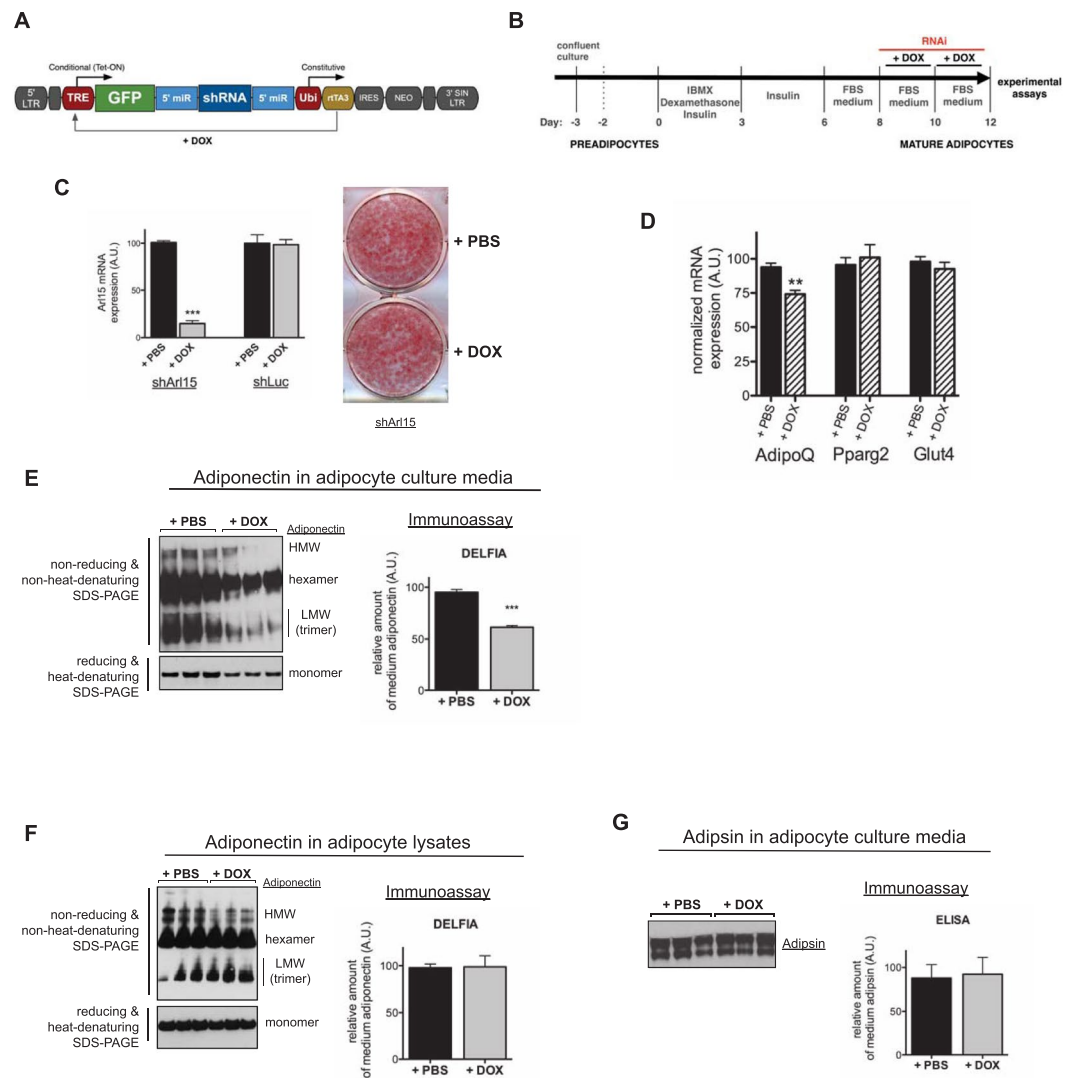 A
Conditional (Tet-ON)
Constitutive
5' LTR
TRE
GFP
5' miR
shRNA
5' miR
Ubi
rtTA3
IRES
NEO
3' SIN LTR
+ DOX
B
RNAi
confluent
culture
+ DOX
+ DOX
experimental
assays
IBMX
Dexamethasone
Insulin
Insulin
FBS
medium
FBS
medium
FBS
medium
Day: -3 -2 0 3 6 8 10 12
PREADIPOCYTES
MATURE ADIPOCYTES
C
Arl15 mRNA
expression (A.U.)
100
50
0
***
+ PBS
+ DOX
+ PBS
+ DOX
shArl15
shLuc
+ PBS
+ DOX
shArl15
D
normalized mRNA
expression (A.U.)
100
75
50
25
0
**
+ PBS
+ DOX
+ PBS
+ DOX
+ PBS
+ DOX
AdipoQ
Pparg2
Glut4
E
Adiponectin in adipocyte culture media
+ PBS
+ DOX
Adiponectin
HMW
hexamer
LMW
(trimer)
non-reducing &
non-heat-denaturing
SDS-PAGE
reducing &
heat-denaturing
SDS-PAGE
monomer
Immunoassay
DELFIA
relative amount
of medium adiponectin (A.U.)
100
50
0
***
+ PBS
+ DOX
F
Adiponectin in adipocyte lysates
+ PBS
+ DOX
Adiponectin
HMW
hexamer
LMW
(trimer)
non-reducing &
non-heat-denaturing
SDS-PAGE
reducing &
heat-denaturing
SDS-PAGE
monomer
Immunoassay
DELFIA
relative amount
of medium adiponectin (A.U.)
100
50
0
+ PBS
+ DOX
G
Adipsin in adipocyte culture media
+ PBS
+ DOX
Adipsin
Immunoassay
ELISA
relative amount
of medium adipsin (A.U.)
100
50
0
+ PBS
+ DOX